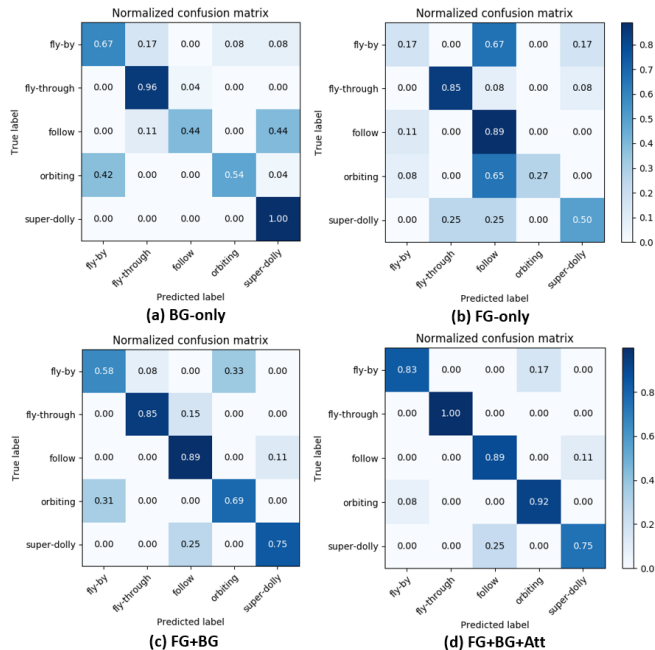 Normalized confusion matrix
fly-by 0.67 0.17 0.00 0.08 0.08
fly-through 0.00 0.96 0.04 0.00 0.00
follow 0.00 0.11 0.44 0.00 0.44
orbiting 0.42 0.00 0.00 0.54 0.04
super-dolly 0.00 0.00 0.00 0.00 1.00
True label
fly-by fly-through follow orbiting super-dolly
Predicted label
(a) BG-only
Normalized confusion matrix
fly-by 0.17 0.00 0.67 0.00 0.17
fly-through 0.00 0.85 0.08 0.00 0.08
follow 0.11 0.00 0.89 0.00 0.00
orbiting 0.08 0.00 0.65 0.27 0.00
super-dolly 0.00 0.25 0.25 0.00 0.50
True label
fly-by fly-through follow orbiting super-dolly
Predicted label
(b) FG-only
0.8
0.7
0.6
0.5
0.4
0.3
0.2
0.1
0.0
Normalized confusion matrix
fly-by 0.58 0.08 0.00 0.33 0.00
fly-through 0.00 0.85 0.15 0.00 0.00
follow 0.00 0.00 0.89 0.00 0.11
orbiting 0.31 0.00 0.00 0.69 0.00
super-dolly 0.00 0.00 0.25 0.00 0.75
True label
fly-by fly-through follow orbiting super-dolly
Predicted label
(c) FG+BG
Normalized confusion matrix
fly-by 0.83 0.00 0.00 0.17 0.00
fly-through 0.00 1.00 0.00 0.00 0.00
follow 0.00 0.00 0.89 0.00 0.11
orbiting 0.08 0.00 0.00 0.92 0.00
super-dolly 0.00 0.00 0.25 0.00 0.75
True label
fly-by fly-through follow orbiting super-dolly
Predicted label
(d) FG+BG+Att
0.8
0.6
0.4
0.2
0.0